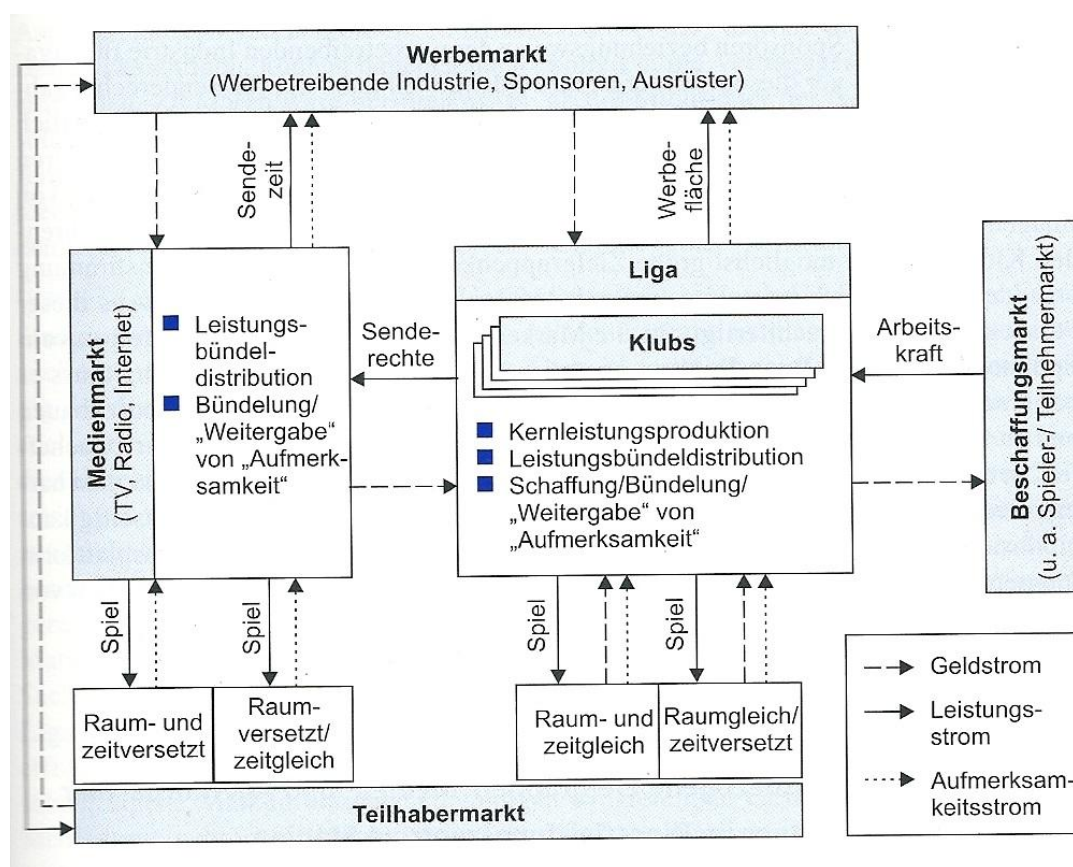 Werbemarkt
(Werbetreibende Industrie, Sponsoren, Ausrüster)
Sende-
zeit
Werbe-
fläche
Medienmarkt
(TV, Radio, Internet)
Leistungs-
bündel-
distribution
Bündelung/
„Weitergabe“
von „Aufmerk-
samkeit“
Sende-
rechte
Liga
Klubs
Kernleistungsproduktion
Leistungsbündeldistribution
Schaffung/Bündelung/
„Weitergabe“ von
„Aufmerksamkeit“
Arbeits-
kraft
Beschaffungsmarkt
(u. a. Spieler-/ Teilnehmermarkt)
Spiel
Spiel
Spiel
Spiel
Raum- und
zeitversetzt
Raum-
versetzt/
zeitgleich
Raum- und
zeitgleich
Raumgleich/
zeitversetzt
Teilhabermarkt
Geldstrom
Leistungs-
strom
Aufmerksam-
keitsstrom